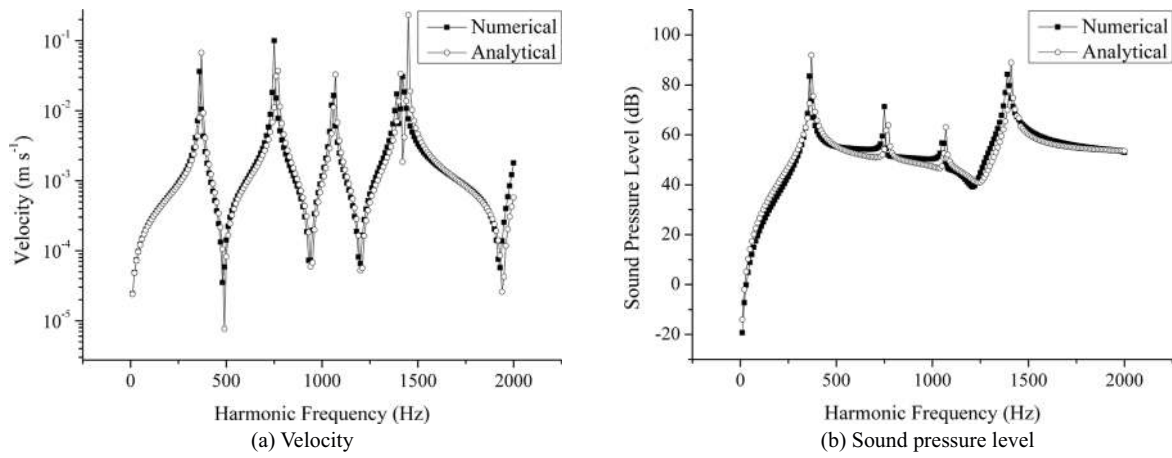 Numerical
Analytical
10^-1
10^-2
10^-3
10^-4
10^-5
Velocity (m s^-1)
0 500 1000 1500 2000
Harmonic Frequency (Hz)
(a) Velocity
Numerical
Analytical
100
80
60
40
20
0
-20
Sound Pressure Level (dB)
0 500 1000 1500 2000
Harmonic Frequency (Hz)
(b) Sound pressure level